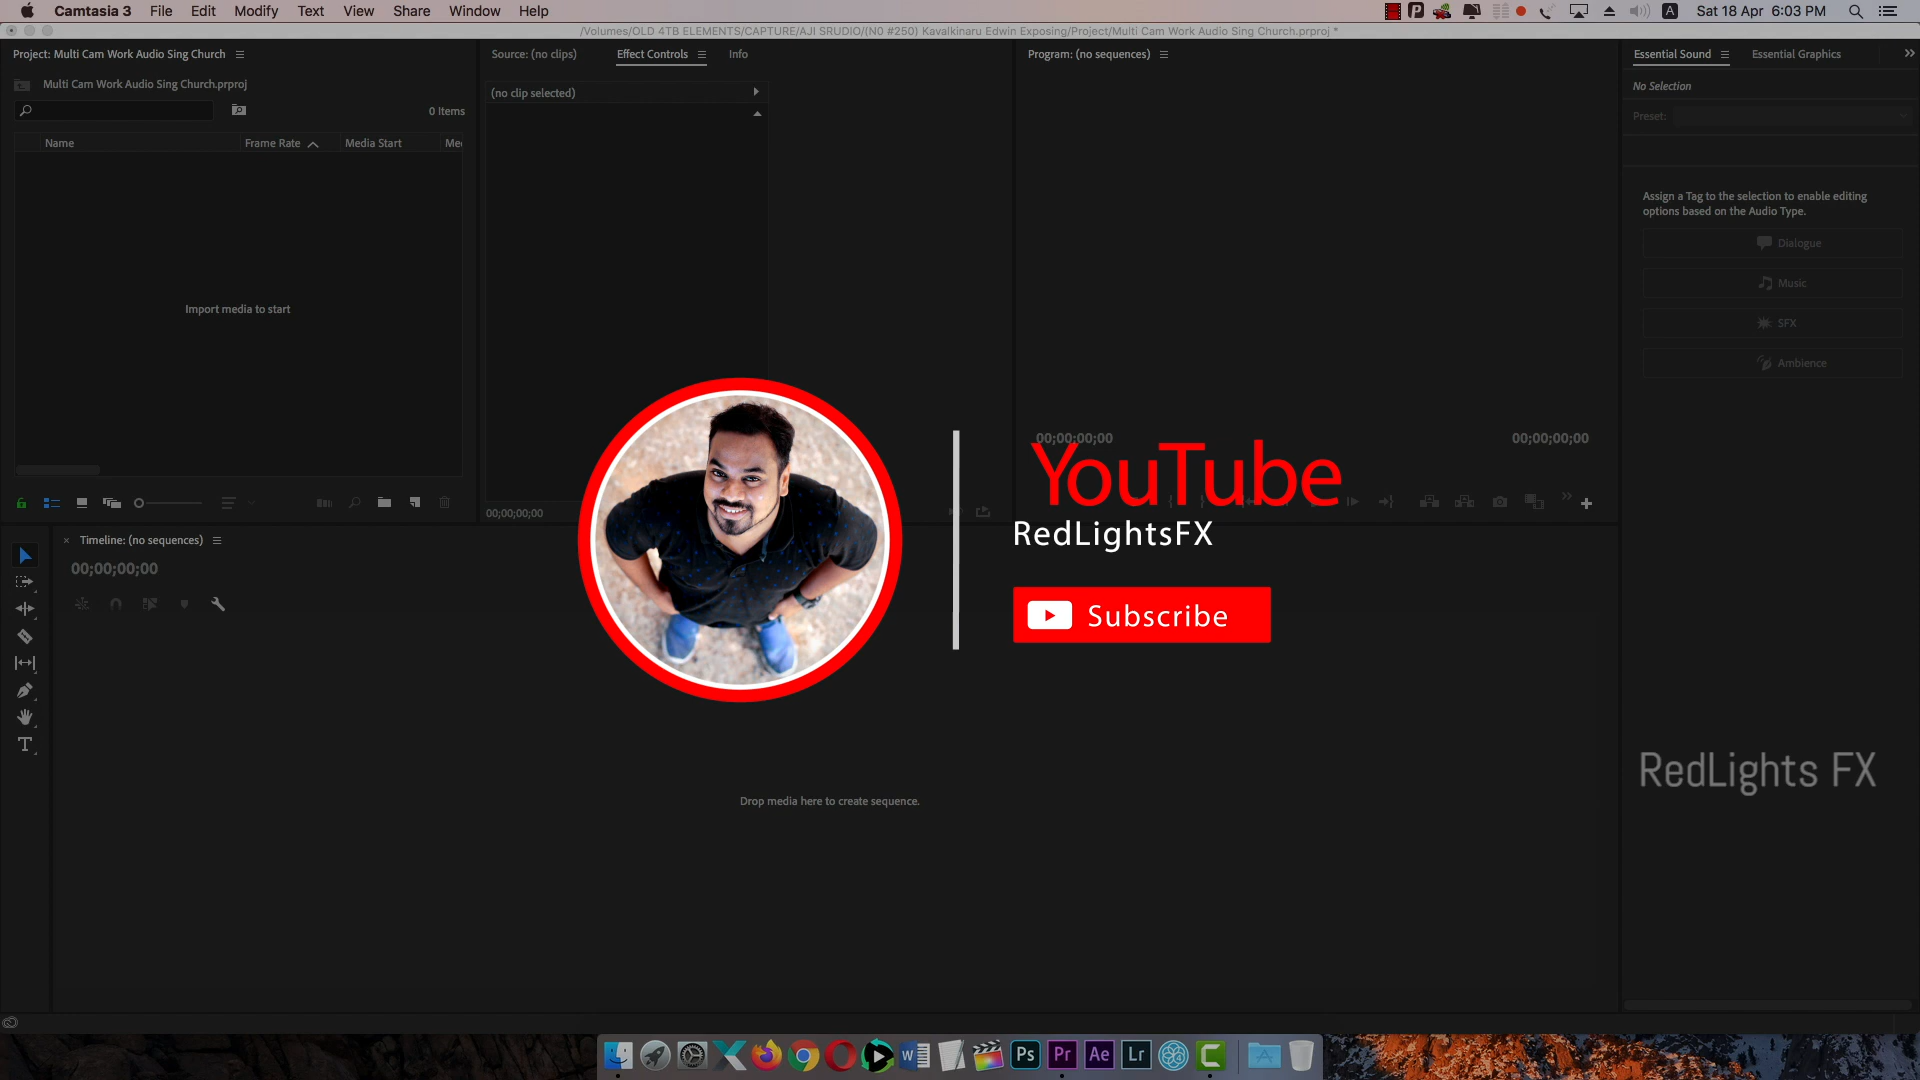 Camtasia 3 File Edit Modify Text View Share Window Help
A Sat 18 Apr 6:03 PM
/Volumes/OLD 4TB ELEMENTS/CAPTURE/AJI SRUDIO/(N0 #250) Kavalkinaru Edwin Exposing/Project/Multi Cam Work Audio Sing Church.prproj *
Project: Multi Cam Work Audio Sing Church
Source: (no clips) Effect Controls Info
Program: (no sequences)
Essential Sound Essential Graphics
Multi Cam Work Audio Sing Church.prproj
0 Items
Name Frame Rate Media Start Me
Import media to start
(no clip selected)
00;00;00;00
00;00;00;00
00;00;00;00
No Selection
Preset:
Assign a Tag to the selection to enable editing
options based on the Audio Type.
Dialogue
Music
SFX
Ambience
YouTube
RedLightsFX
Subscribe
Timeline: (no sequences)
00;00;00;00
Drop media here to create sequence.
RedLights FX
Ps Pr Ae Lr